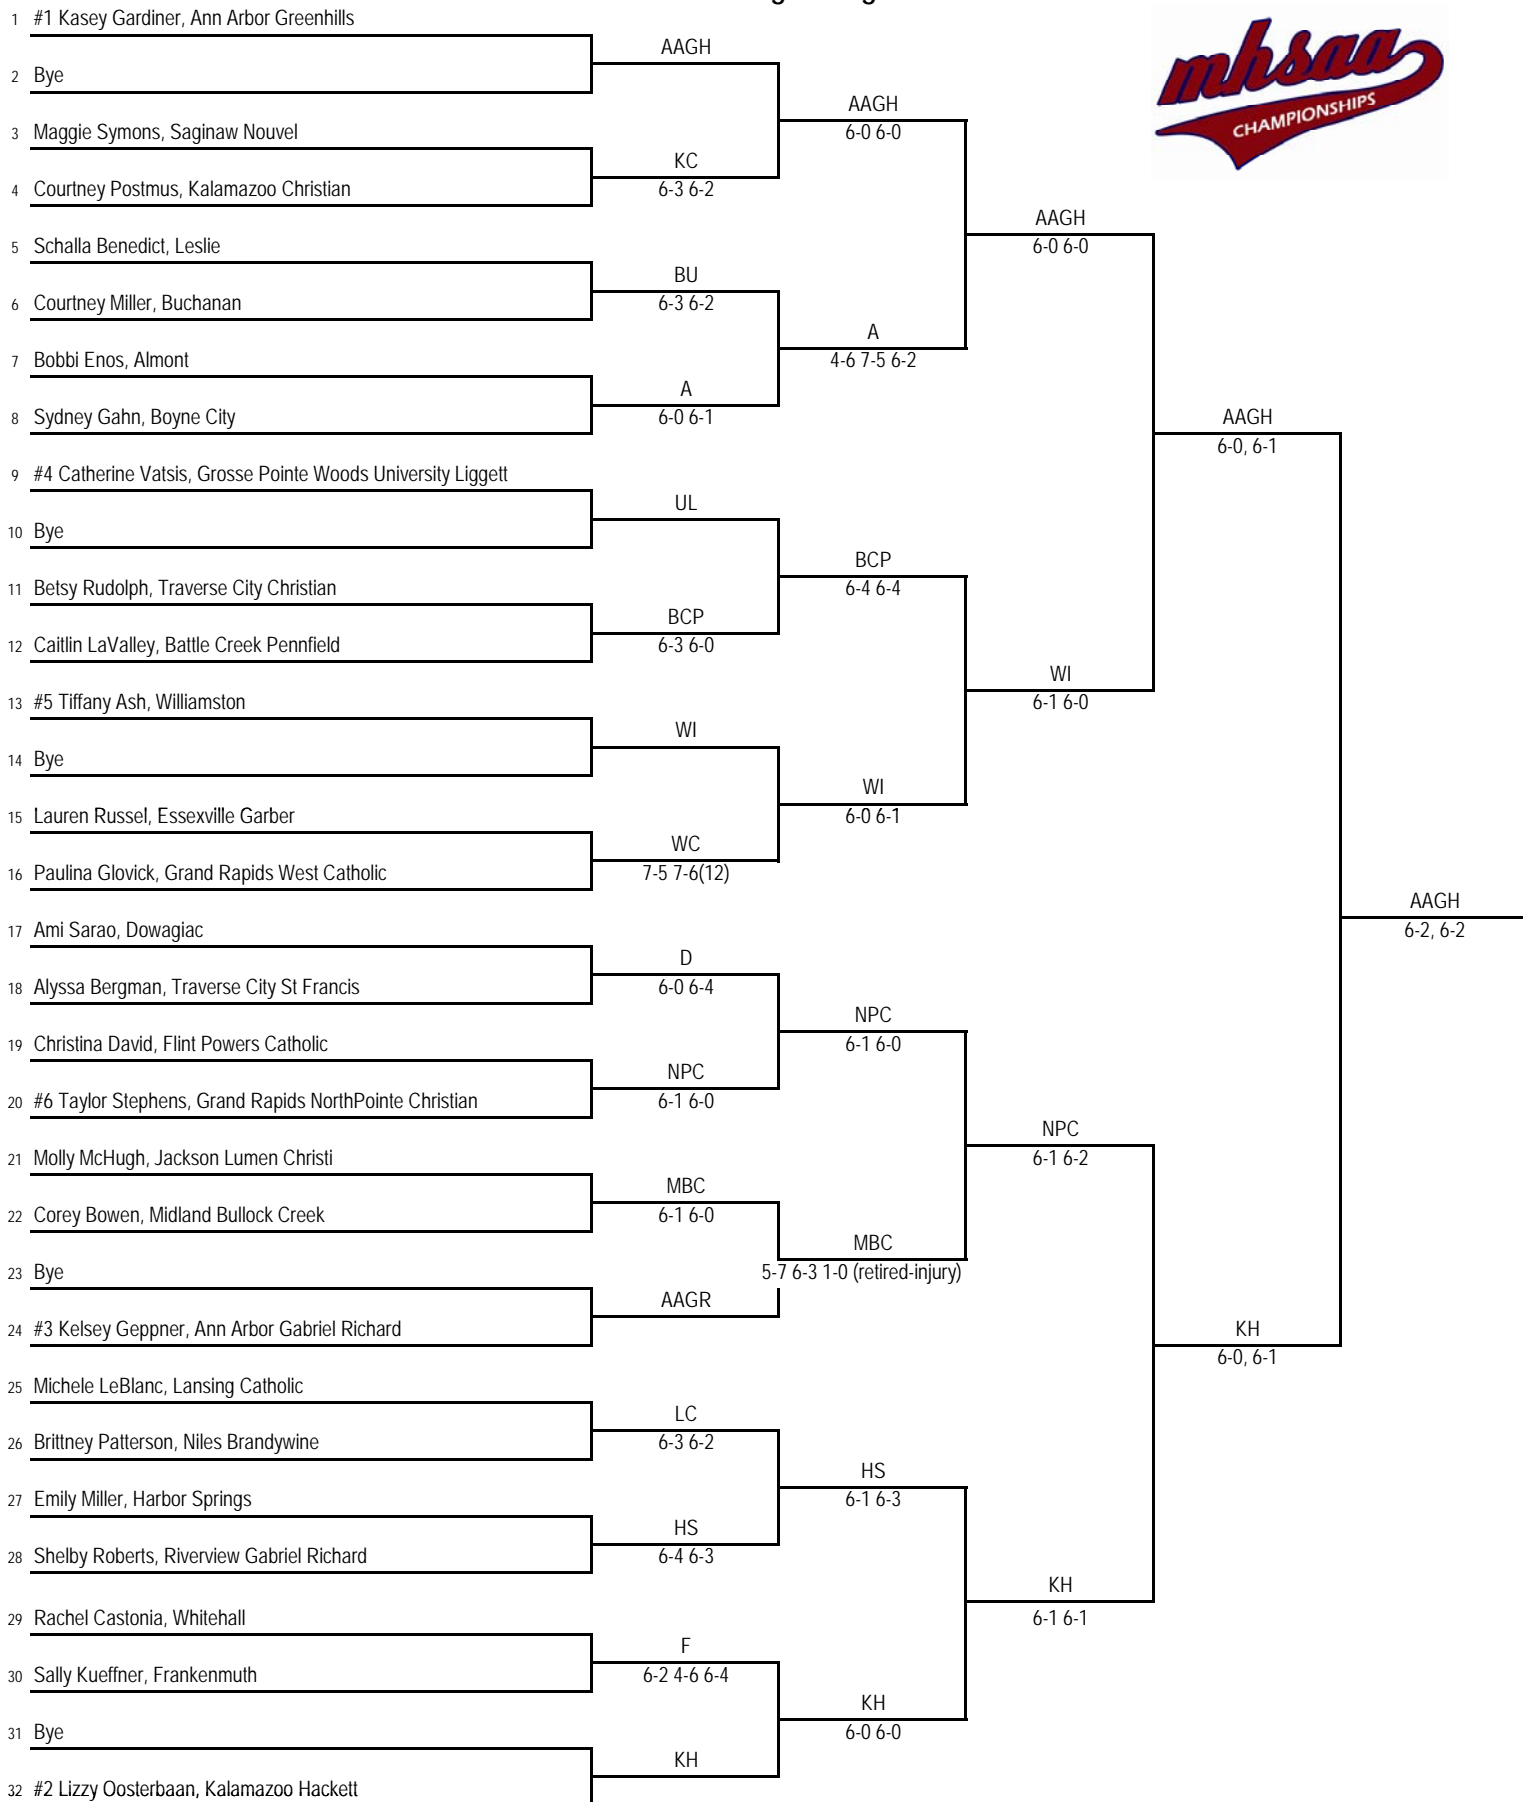 1 #1 Kasey Gardiner, Ann Arbor Greenhills
2 Bye
3 Maggie Symons, Saginaw Nouvel
4 Courtney Postmus, Kalamazoo Christian
5 Schalla Benedict, Leslie
6 Courtney Miller, Buchanan
7 Bobbi Enos, Almont
8 Sydney Gahn, Boyne City
9 #4 Catherine Vatsis, Grosse Pointe Woods University Liggett
10 Bye
11 Betsy Rudolph, Traverse City Christian
12 Caitlin LaValley, Battle Creek Pennfield
13 #5 Tiffany Ash, Williamston
14 Bye
15 Lauren Russel, Essexville Garber
16 Paulina Glovick, Grand Rapids West Catholic
17 Ami Sarao, Dowagiac
18 Alyssa Bergman, Traverse City St Francis
19 Christina David, Flint Powers Catholic
20 #6 Taylor Stephens, Grand Rapids NorthPointe Christian
21 Molly McHugh, Jackson Lumen Christi
22 Corey Bowen, Midland Bullock Creek
23 Bye
24 #3 Kelsey Geppner, Ann Arbor Gabriel Richard
25 Michele LeBlanc, Lansing Catholic
26 Brittney Patterson, Niles Brandywine
27 Emily Miller, Harbor Springs
28 Shelby Roberts, Riverview Gabriel Richard
29 Rachel Castonia, Whitehall
30 Sally Kueffner, Frankenmuth
31 Bye
32 #2 Lizzy Oosterbaan, Kalamazoo Hackett
AAGH
KC
6-3 6-2
BU
6-3 6-2
A
6-0 6-1
UL
BCP
6-3 6-0
WI
WC
7-5 7-6(12)
D
6-0 6-4
NPC
6-1 6-0
MBC
6-1 6-0
AAGR
LC
6-3 6-2
HS
6-4 6-3
F
6-2 4-6 6-4
KH
AAGH
6-0 6-0
A
4-6 7-5 6-2
BCP
6-4 6-4
WI
6-0 6-1
NPC
6-1 6-0
MBC
5-7 6-3 1-0 (retired-injury)
HS
6-1 6-3
KH
6-0 6-0
AAGH
6-0 6-0
WI
6-1 6-0
NPC
6-1 6-2
KH
6-1 6-1
AAGH
6-0, 6-1
KH
6-0, 6-1
AAGH
6-2, 6-2
mhsaa
CHAMPIONSHIPS